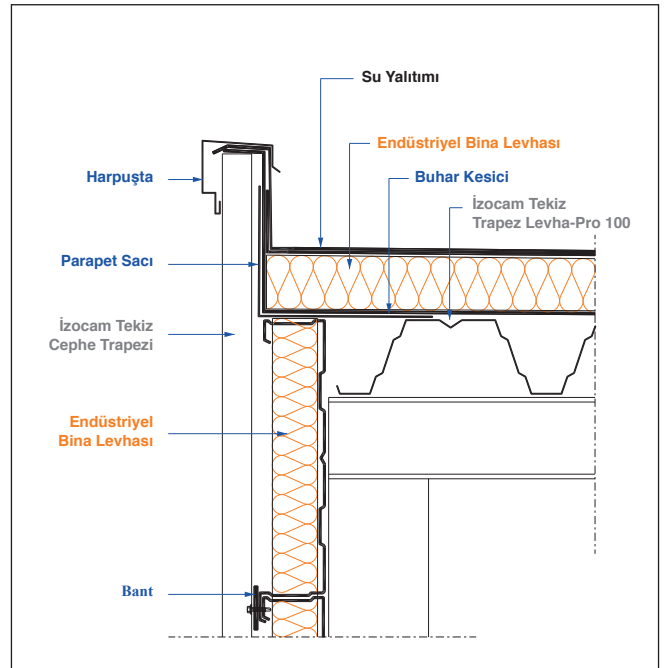 Su Yalıtımı
Endüstriyel Bina Levhası
Harpuşta
Buhar Kesici
İzocam Tekiz
Trapez Levha-Pro 100
Parapet Sacı
İzocam Tekiz
Cephe Trapezi
Endüstriyel
Bina Levhası
Bant